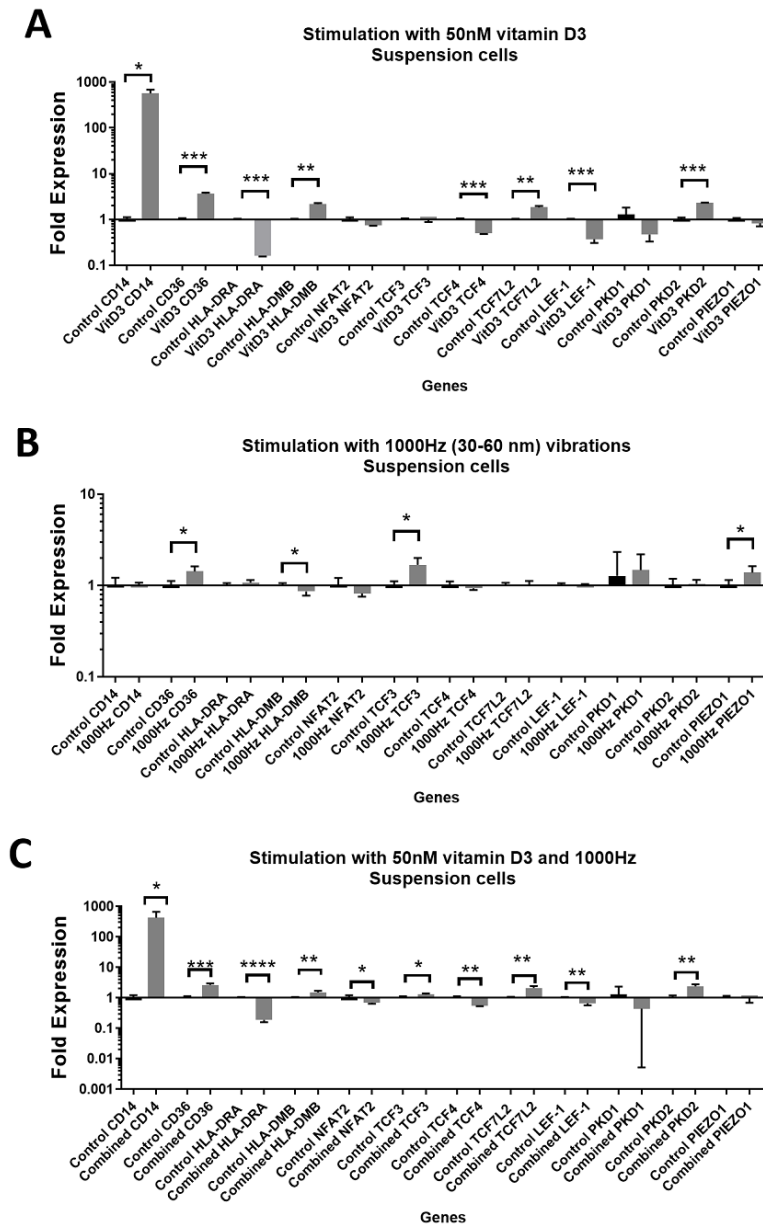 A
Stimulation with 50nM vitamin D3
Suspension cells
Fold Expression
1000
100
10
1
0.1
*
***
***
**
***
**
***
***
Control CD14
VitD3 CD14
Control CD36
VitD3 CD36
Control HLA-DRA
VitD3 HLA-DRA
Control HLA-DMB
VitD3 HLA-DMB
Control NFAT2
VitD3 NFAT2
Control TCF3
VitD3 TCF3
Control TCF4
VitD3 TCF4
Control TCF7L2
VitD3 TCF7L2
Control LEF-1
VitD3 LEF-1
Control PKD1
VitD3 PKD1
Control PKD2
VitD3 PKD2
Control PIEZO1
VitD3 PIEZO1
Genes
B
Stimulation with 1000Hz (30-60 nm) vibrations
Suspension cells
Fold Expression
10
1
0.1
*
*
*
*
Control CD14
1000Hz CD14
Control CD36
1000Hz CD36
Control HLA-DRA
1000Hz HLA-DRA
Control HLA-DMB
1000Hz HLA-DMB
Control NFAT2
1000Hz NFAT2
Control TCF3
1000Hz TCF3
Control TCF4
1000Hz TCF4
Control TCF7L2
1000Hz TCF7L2
Control LEF-1
1000Hz LEF-1
Control PKD1
1000Hz PKD1
Control PKD2
1000Hz PKD2
Control PIEZO1
1000Hz PIEZO1
Genes
C
Stimulation with 50nM vitamin D3 and 1000Hz
Suspension cells
Fold Expression
1000
100
10
1
0.1
0.01
0.001
*
***
****
**
*
*
**
**
**
**
Control CD14
Combined CD14
Control CD36
Combined CD36
Control HLA-DRA
Combined HLA-DRA
Control HLA-DMB
Combined HLA-DMB
Control NFAT2
Combined NFAT2
Control TCF3
Combined TCF3
Control TCF4
Combined TCF4
Control TCF7L2
Combined TCF7L2
Control LEF-1
Combined LEF-1
Control PKD1
Combined PKD1
Control PKD2
Combined PKD2
Control PIEZO1
Combined PIEZO1
Genes